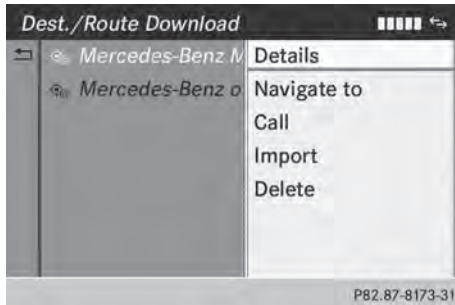 Dest./Route Download
Mercedes-Benz M
Details
Mercedes-Benz o
Navigate to
Call
Import
Delete
P82.87-8173-31